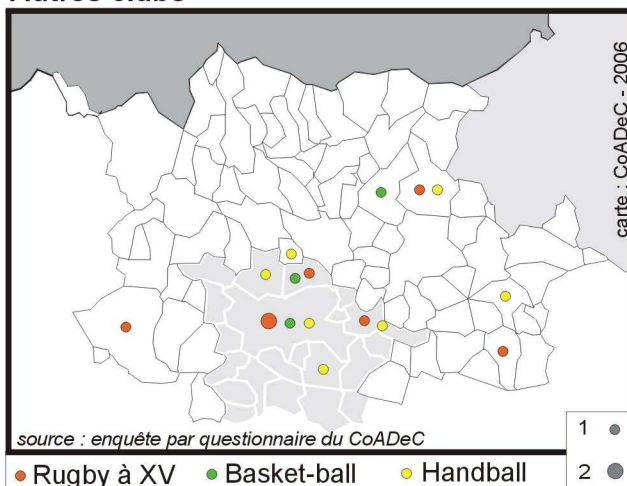 Autres clubs
carte : CoADeC - 2006
source : enquête par questionnaire du CoADeC
1
2
Rugby à XV
Basket-ball
Handball